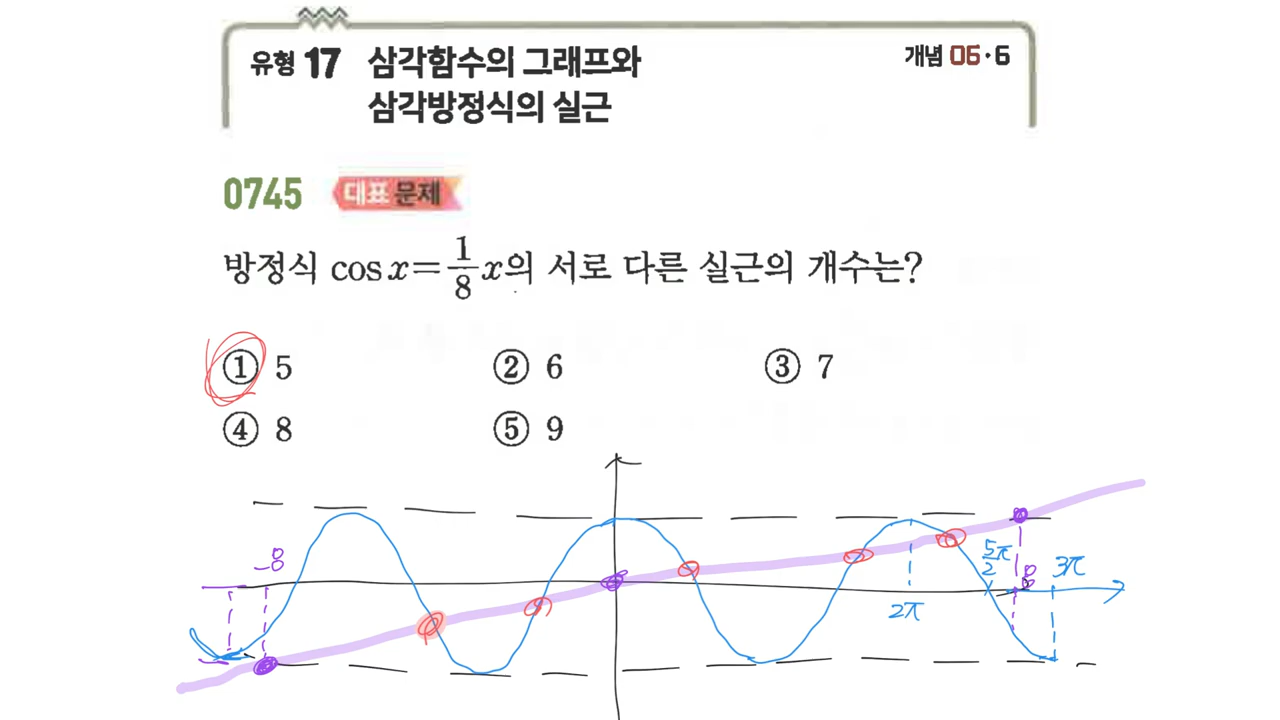 유형 17 삼각함수의 그래프와
삼각방정식의 실근
개념 06·6
0745 대표 문제
방정식 cos x = 1/8 x의 서로 다른 실근의 개수는?
① 5 ② 6 ③ 7
④ 8 ⑤ 9
-8
2π
5π/2
8
3π